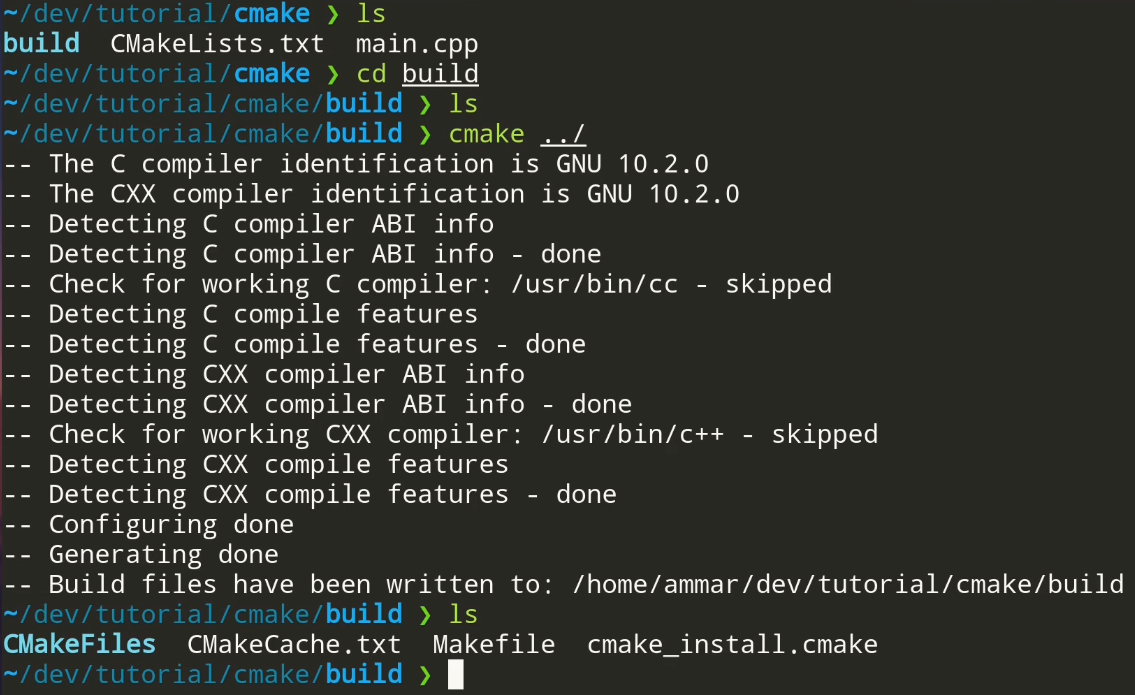 ~/dev/tutorial/cmake ❯ ls
build  CMakeLists.txt  main.cpp
~/dev/tutorial/cmake ❯ cd build
~/dev/tutorial/cmake/build ❯ ls
~/dev/tutorial/cmake/build ❯ cmake ../
-- The C compiler identification is GNU 10.2.0
-- The CXX compiler identification is GNU 10.2.0
-- Detecting C compiler ABI info
-- Detecting C compiler ABI info - done
-- Check for working C compiler: /usr/bin/cc - skipped
-- Detecting C compile features
-- Detecting C compile features - done
-- Detecting CXX compiler ABI info
-- Detecting CXX compiler ABI info - done
-- Check for working CXX compiler: /usr/bin/c++ - skipped
-- Detecting CXX compile features
-- Detecting CXX compile features - done
-- Configuring done
-- Generating done
-- Build files have been written to: /home/ammar/dev/tutorial/cmake/build
~/dev/tutorial/cmake/build ❯ ls
CMakeFiles  CMakeCache.txt  Makefile  cmake_install.cmake
~/dev/tutorial/cmake/build ❯